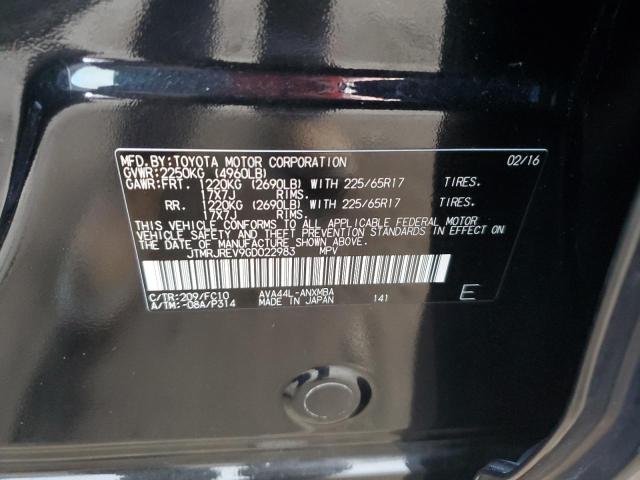 MFD.BY:TOYOTA MOTOR CORPORATION 02/16
GVWR:2250KG (4960LB)
GAWR:FRT. 1220KG (2690LB) WITH 225/65R17 TIRES.
17X7J RIMS.
RR. 1220KG (2690LB) WITH 225/65R17 TIRES.
17X7J RIMS.
THIS VEHICLE CONFORMS TO ALL APPLICABLE FEDERAL MOTOR
VEHICLE SAFETY AND THEFT PREVENTION STANDARDS IN EFFECT
ON THE DATE OF MANUFACTURE SHOWN ABOVE.
JTMRJREV9GD022983 MPV
C/TR:209/FC10 AVA44L-ANXMBA
A/TM:-08A/P314 MADE IN JAPAN 141 E